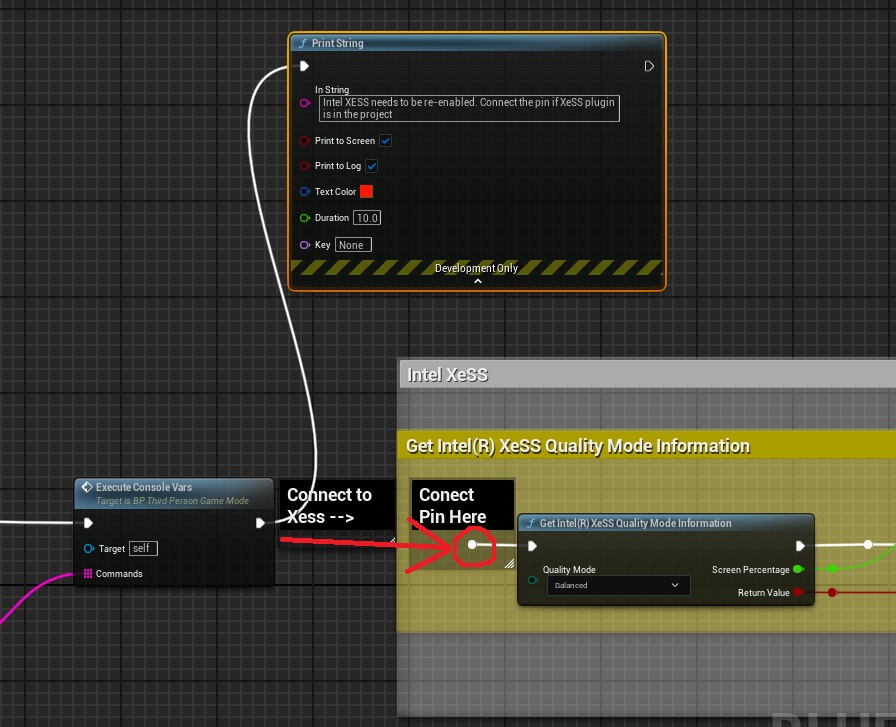 Print String
In String
Intel XESS needs to be re-enabled. Connect the pin if XeSS plugin
is in the project
Print to Screen
Print to Log
Text Color
Duration 10.0
Key None
Development Only
Intel XeSS
Get Intel(R) XeSS Quality Mode Information
Execute Console Vars
Target is BP Third Person Game Mode
Target self
Commands
Connect to
Xess -->
Conect
Pin Here
Get Intel(R) XeSS Quality Mode Information
Quality Mode
Balanced
Screen Percentage
Return Value